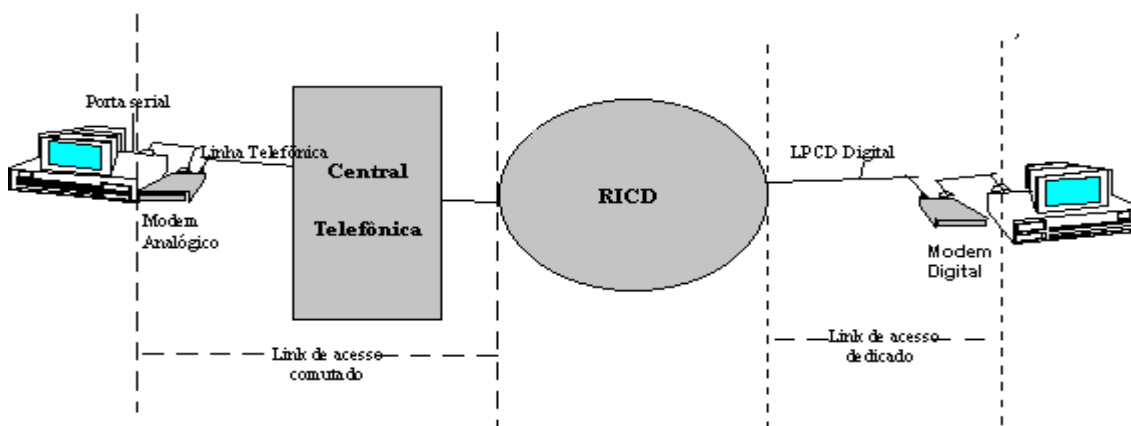 Porta serial
Linha Telefônica
Modem
Analógico
Central
Telefônica
RICD
LPCD Digital
Modem
Digital
Link de acesso
comutado
Link de acesso
dedicado